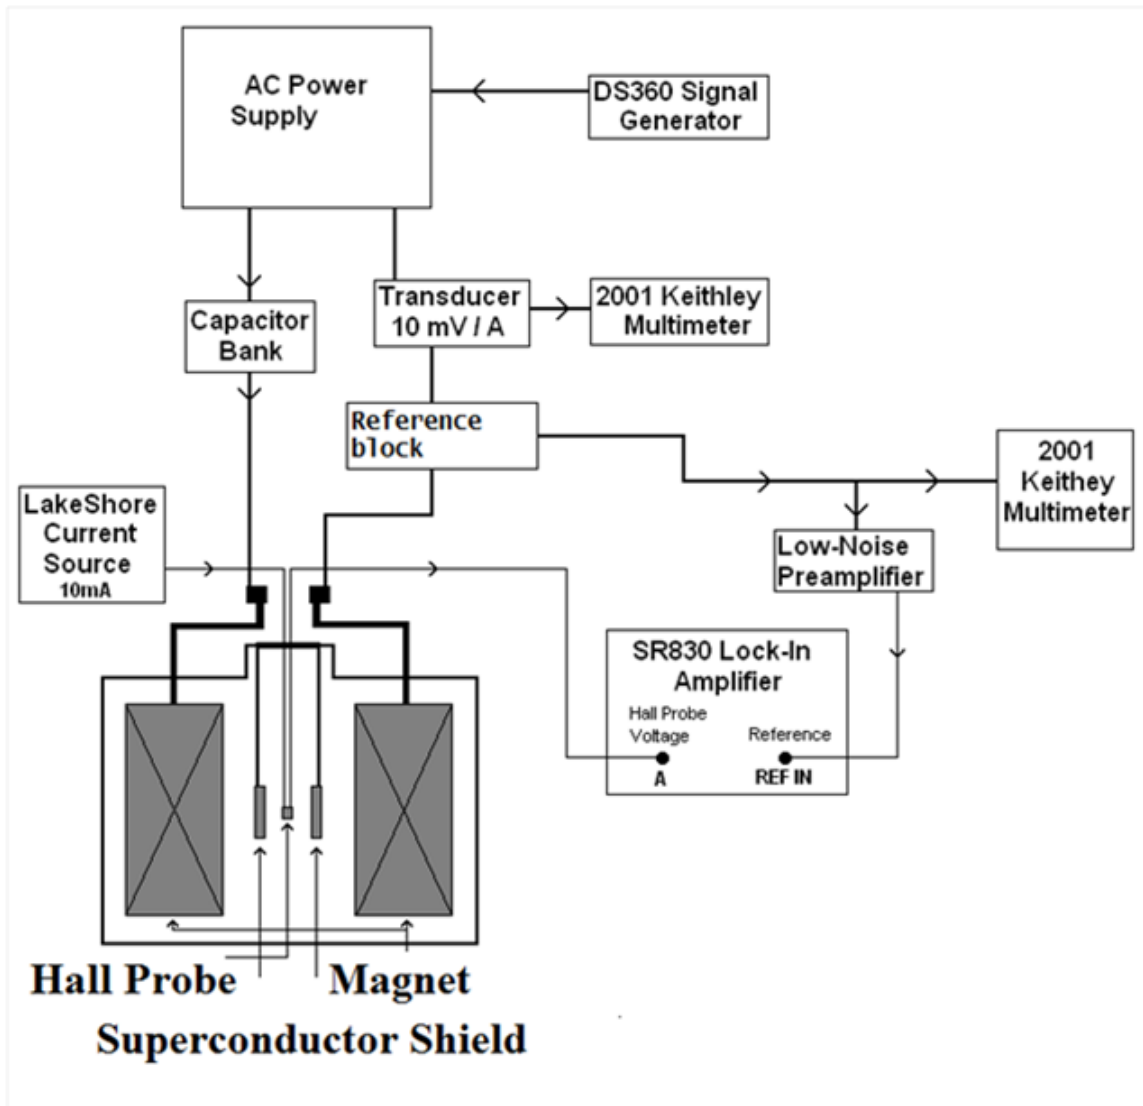 AC Power
Supply
DS360 Signal
Generator
Capacitor
Bank
Transducer
10 mV / A
2001 Keithley
Multimeter
Reference
block
2001
Keithey
Multimeter
LakeShore
Current
Source
10mA
Low-Noise
Preamplifier
SR830 Lock-In
Amplifier
Hall Probe
Voltage
Reference
A
REF IN
Hall Probe
Magnet
Superconductor Shield